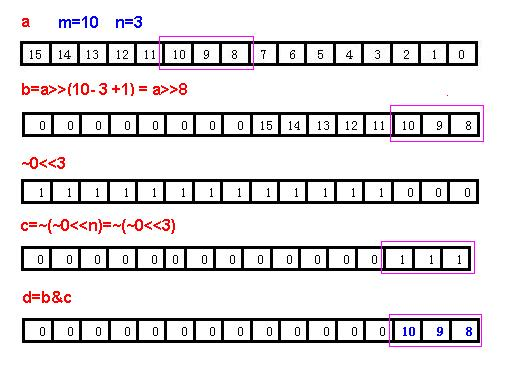 a m=10 n=3
15 14 13 12 11 10 9 8 7 6 5 4 3 2 1 0
b=a>>(10-3+1) = a>>8
0 0 0 0 0 0 0 0 15 14 13 12 11 10 9 8
~0<<3
1 1 1 1 1 1 1 1 1 1 1 1 1 0 0 0
c=~(~0<<n)=~(~0<<3)
0 0 0 0 0 0 0 0 0 0 0 0 0 1 1 1
d=b&c
0 0 0 0 0 0 0 0 0 0 0 0 0 10 9 8